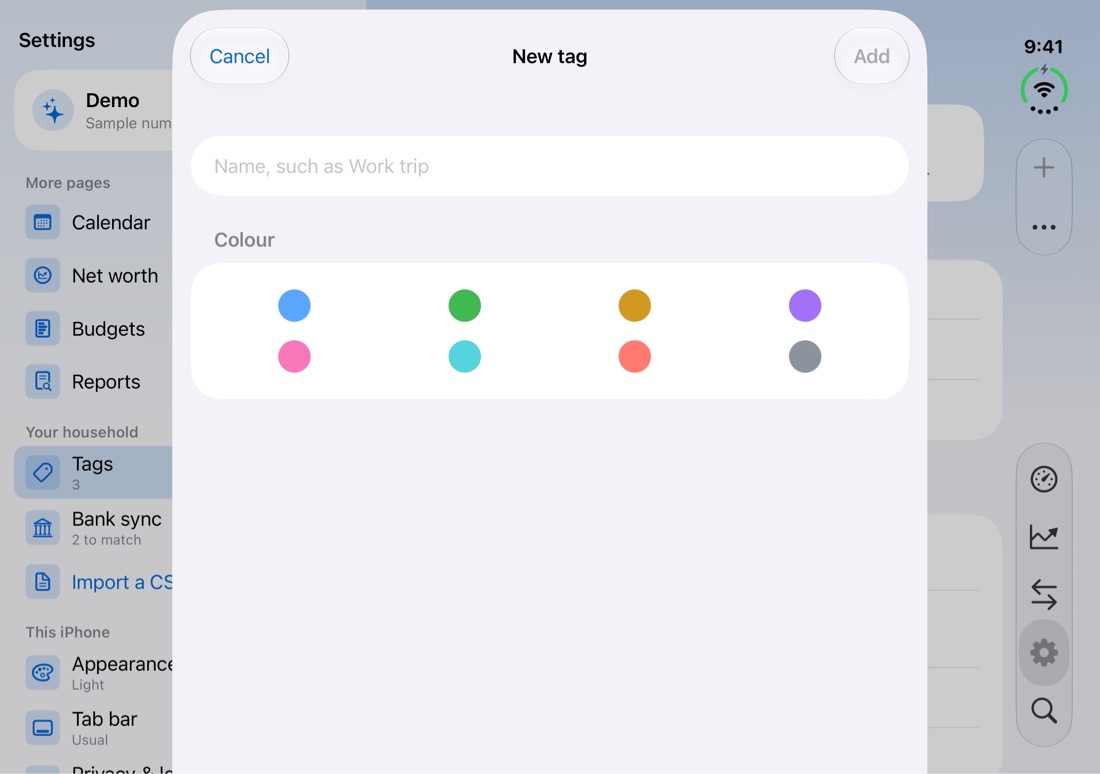 Settings
Demo
Sample num
More pages
Calendar
Net worth
Budgets
Reports
Your household
Tags
3
Bank sync
2 to match
Import a CS
This iPhone
Appearance
Light
Tab bar
Usual
Cancel
New tag
Add
Name, such as Work trip
Colour
9:41